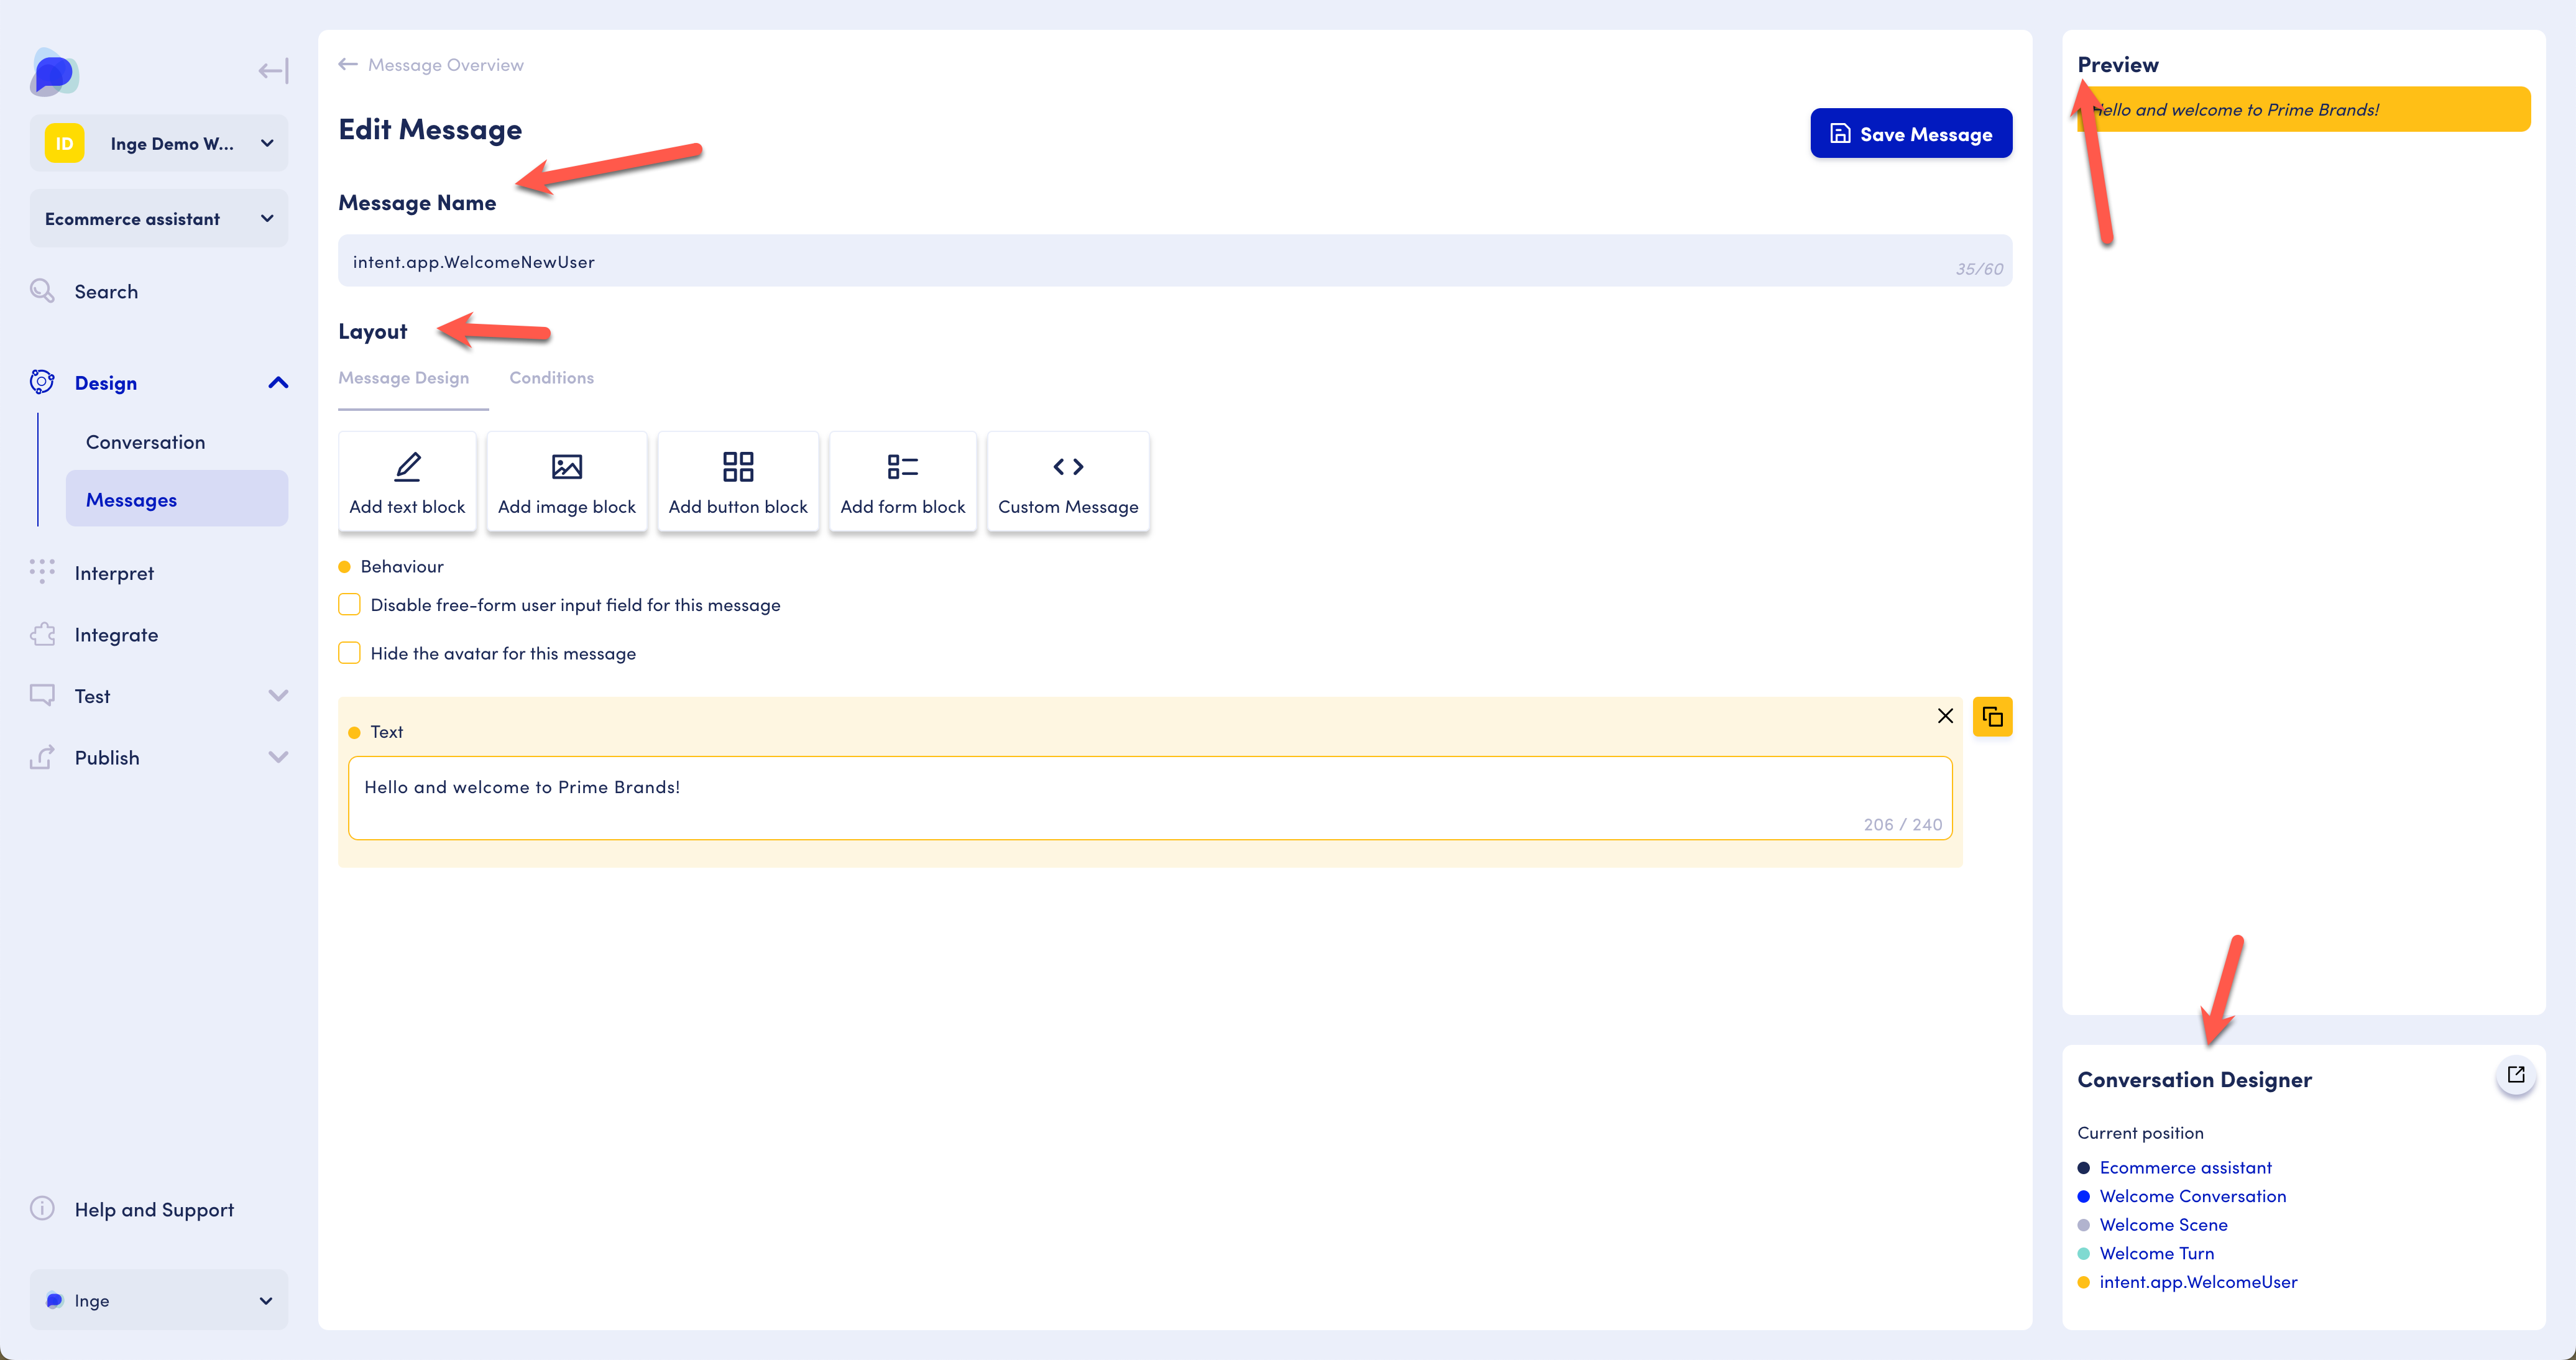 ID
Inge Demo W...
Ecommerce assistant
Search
Design
Conversation
Messages
Interpret
Integrate
Test
Publish
Help and Support
Inge
Message Overview
Edit Message
Save Message
Message Name
intent.app.WelcomeNewUser
35/60
Layout
Message Design Conditions
Add text block Add image block Add button block Add form block Custom Message
Behaviour
Disable free-form user input field for this message
Hide the avatar for this message
Text
Hello and welcome to Prime Brands!
206 / 240
Preview
Hello and welcome to Prime Brands!
Conversation Designer
Current position
Ecommerce assistant
Welcome Conversation
Welcome Scene
Welcome Turn
intent.app.WelcomeUser